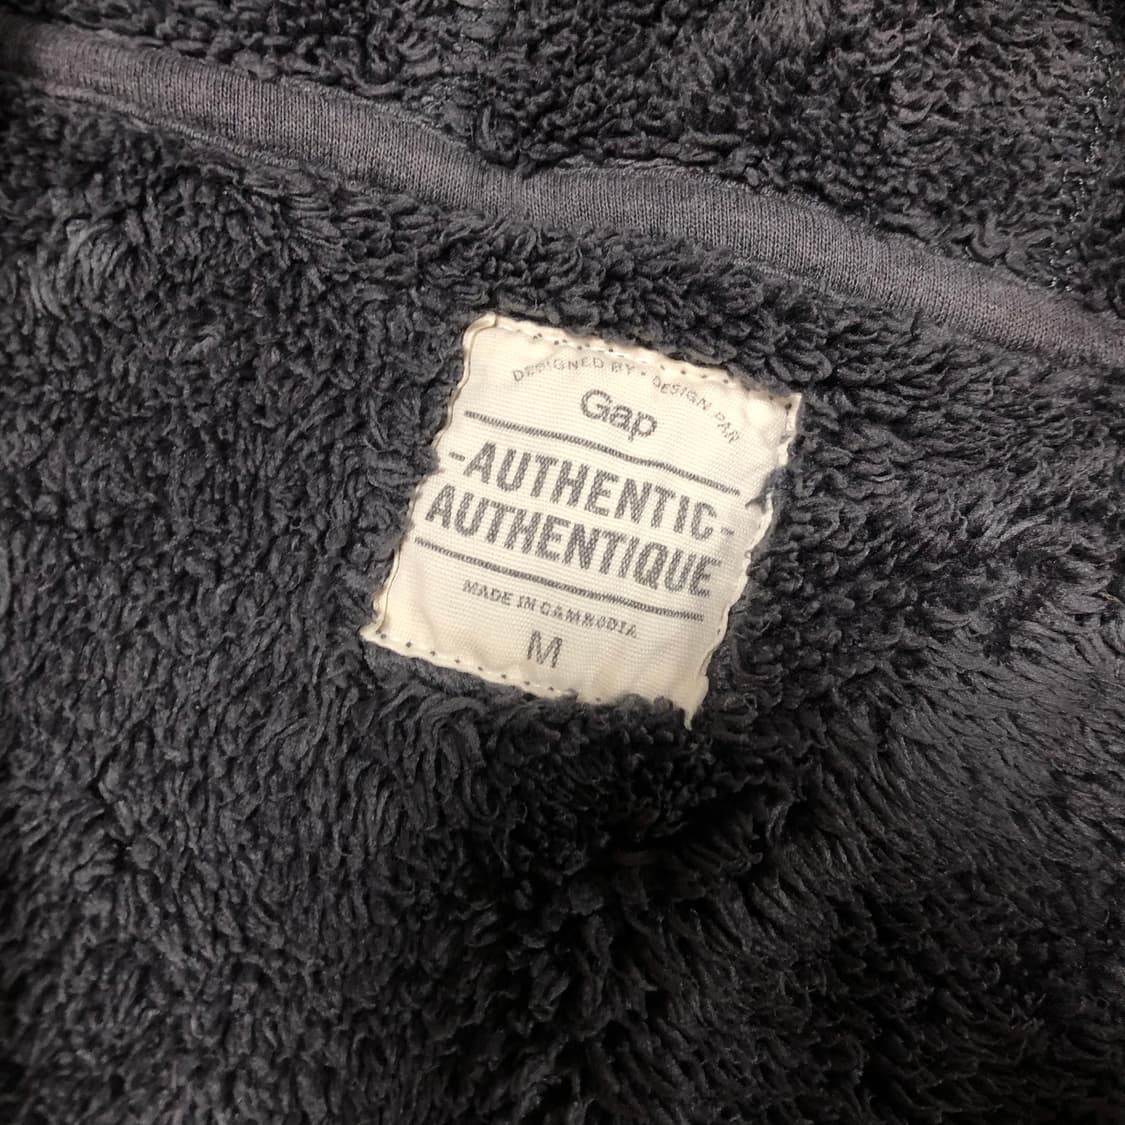 DESIGNED BY • DESIGN PAR
Gap
-AUTHENTIC-
AUTHENTIQUE
MADE IN CAMBODIA
M